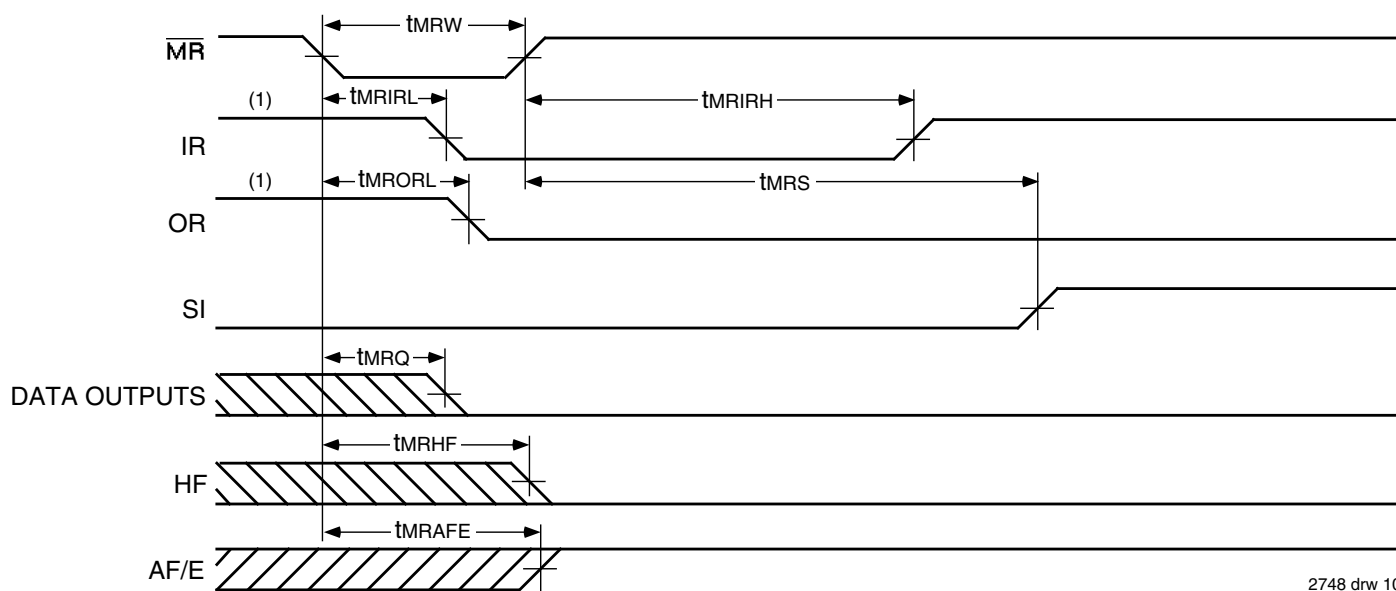 tMRW
MR
(1)
tMRIRL
tMRIRH
IR
(1)
tMRORL
tMRS
OR
SI
tMRQ
DATA OUTPUTS
tMRHF
HF
tMRAFE
AF/E
2748 drw 10